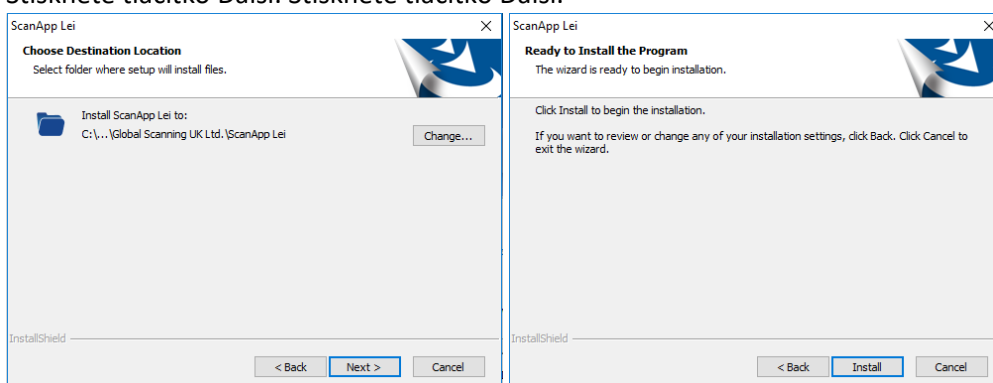 Stiskněte tlačítko Další. Stiskněte tlačítko Další.
ScanApp Lei
Choose Destination Location
Select folder where setup will install files.
Install ScanApp Lei to:
C:\...\Global Scanning UK Ltd.\ScanApp Lei
Change...
InstallShield
< Back
Next >
Cancel
ScanApp Lei
Ready to Install the Program
The wizard is ready to begin installation.
Click Install to begin the installation.
If you want to review or change any of your installation settings, click Back. Click Cancel to
exit the wizard.
InstallShield
< Back
Install
Cancel